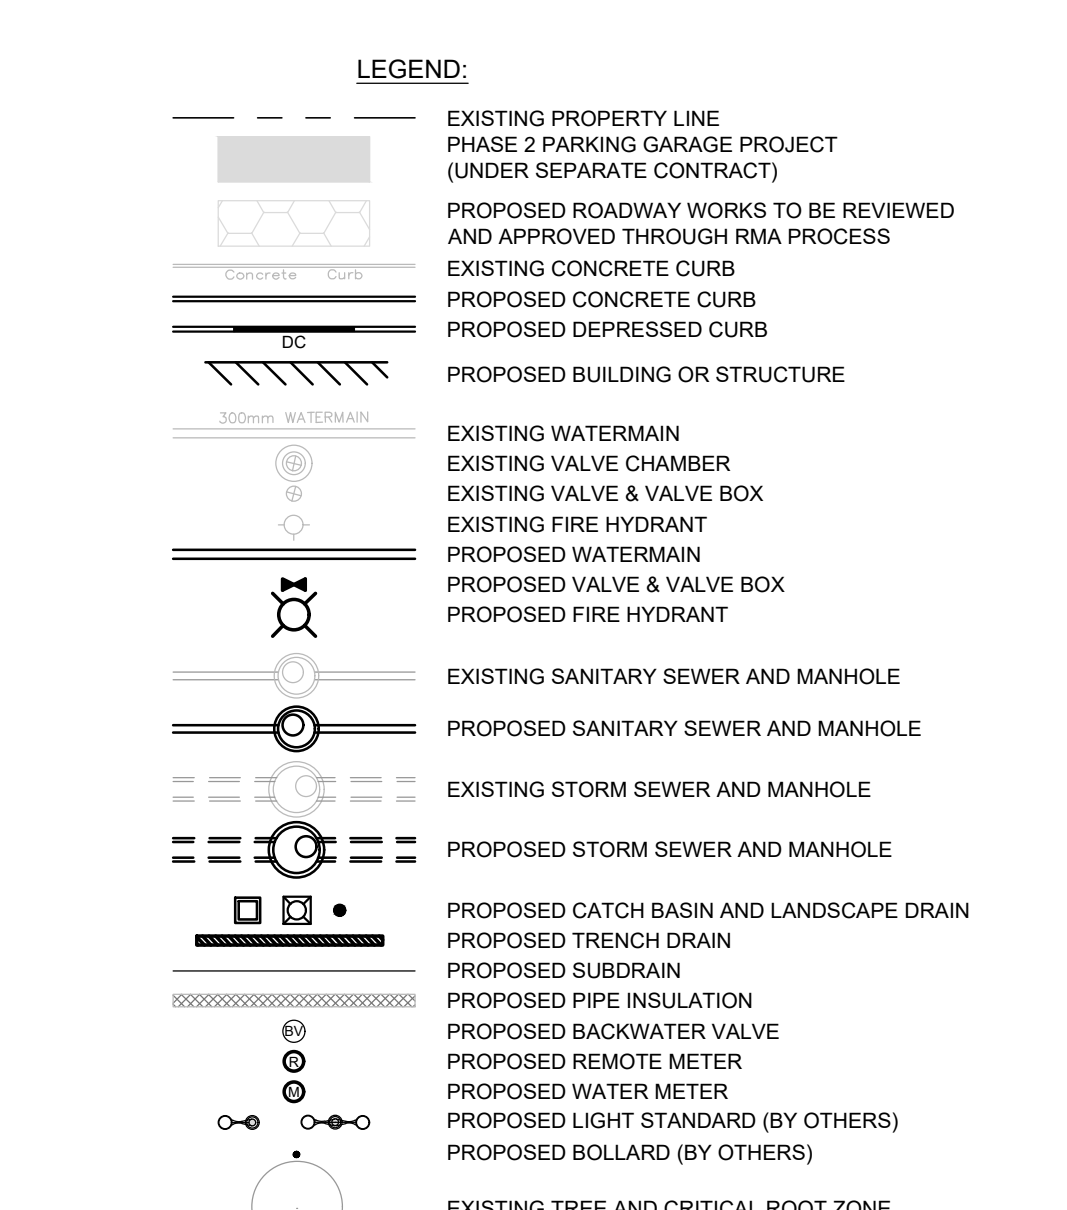 LEGEND:
EXISTING PROPERTY LINE
PHASE 2 PARKING GARAGE PROJECT
(UNDER SEPARATE CONTRACT)
PROPOSED ROADWAY WORKS TO BE REVIEWED
AND APPROVED THROUGH RMA PROCESS
EXISTING CONCRETE CURB
Concrete Curb
PROPOSED CONCRETE CURB
PROPOSED DEPRESSED CURB
DC
PROPOSED BUILDING OR STRUCTURE
300mm WATERMAIN
EXISTING WATERMAIN
EXISTING VALVE CHAMBER
EXISTING VALVE & VALVE BOX
EXISTING FIRE HYDRANT
PROPOSED WATERMAIN
PROPOSED VALVE & VALVE BOX
PROPOSED FIRE HYDRANT
EXISTING SANITARY SEWER AND MANHOLE
PROPOSED SANITARY SEWER AND MANHOLE
EXISTING STORM SEWER AND MANHOLE
PROPOSED STORM SEWER AND MANHOLE
PROPOSED CATCH BASIN AND LANDSCAPE DRAIN
PROPOSED TRENCH DRAIN
PROPOSED SUBDRAIN
PROPOSED PIPE INSULATION
BV PROPOSED BACKWATER VALVE
R PROPOSED REMOTE METER
M PROPOSED WATER METER
PROPOSED LIGHT STANDARD (BY OTHERS)
PROPOSED BOLLARD (BY OTHERS)
EXISTING TREE AND CRITICAL ROOT ZONE